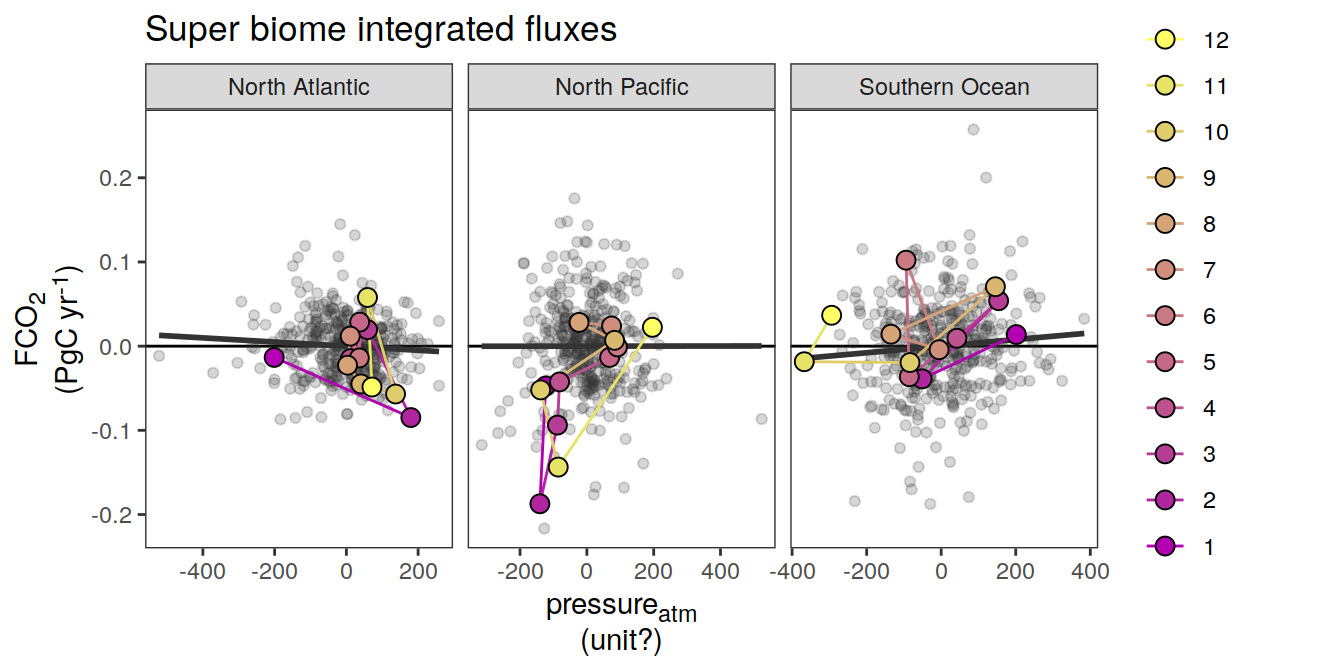 Super biome integrated fluxes
North Atlantic
North Pacific
Southern Ocean
FCO2
(PgC yr-1)
0.2
0.1
0.0
-0.1
-0.2
-400 -200 0 200
-200 0 200 400
-400 -200 0 200 400
pressureatm
(unit?)
12
11
10
9
8
7
6
5
4
3
2
1